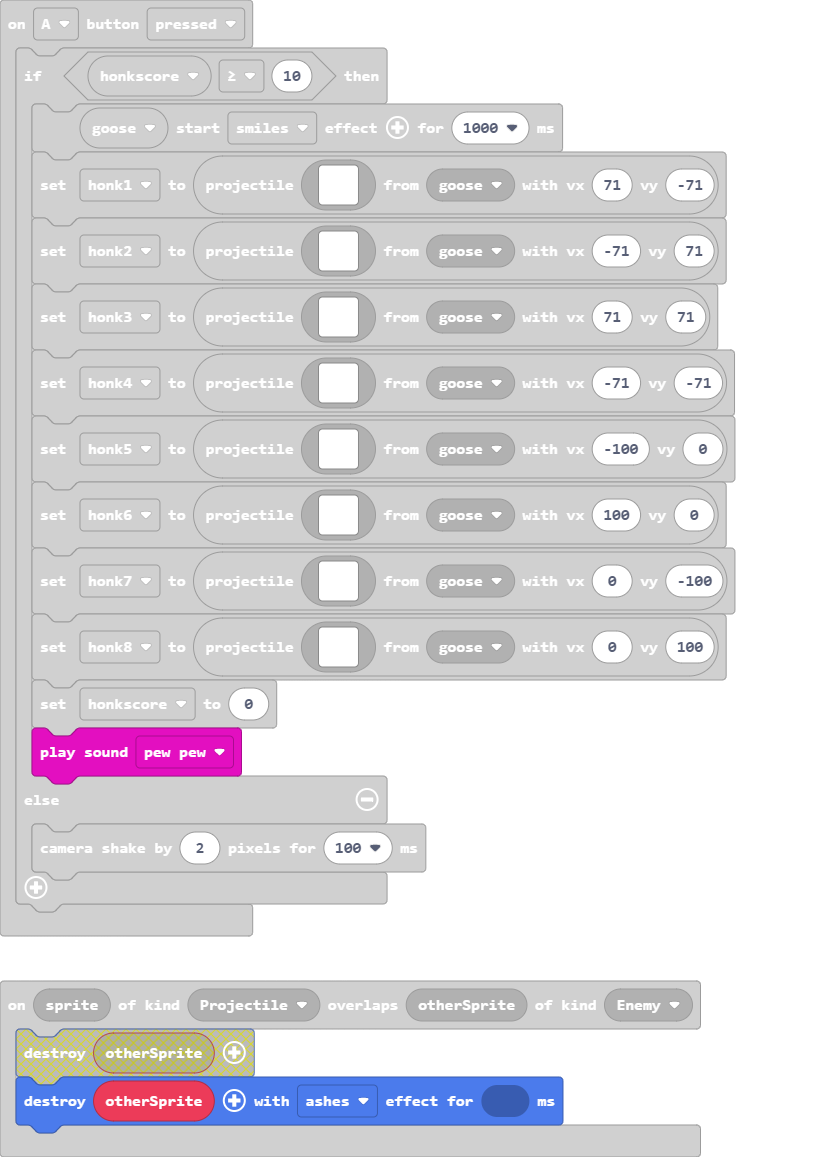 on A button pressed
if honkscore ≥ 10 then
goose start smiles effect for 1000 ms
set honk1 to projectile from goose with vx 71 vy -71
set honk2 to projectile from goose with vx -71 vy 71
set honk3 to projectile from goose with vx 71 vy 71
set honk4 to projectile from goose with vx -71 vy -71
set honk5 to projectile from goose with vx -100 vy 0
set honk6 to projectile from goose with vx 100 vy 0
set honk7 to projectile from goose with vx 0 vy -100
set honk8 to projectile from goose with vx 0 vy 100
set honkscore to 0
play sound pew pew
else
camera shake by 2 pixels for 100 ms
on sprite of kind Projectile overlaps otherSprite of kind Enemy
destroy otherSprite
destroy otherSprite with ashes effect for ms